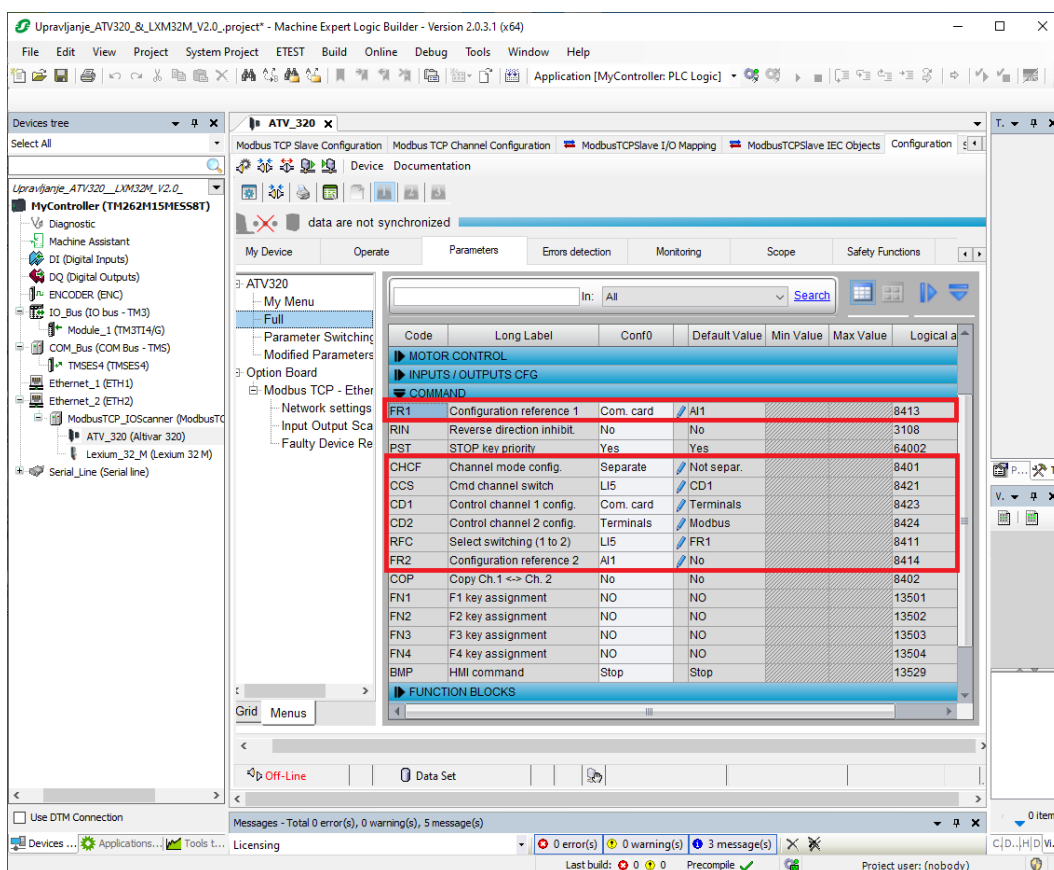 Upravljanje_ATV320_&_LXM32M_V2.0_.project* - Machine Expert Logic Builder - Version 2.0.3.1 (x64)
File Edit View Project System Project ETEST Build Online Debug Tools Window Help
Application [MyController: PLC Logic]
Devices tree
Select All
Upravljanje_ATV320__LXM32M_V2.0_
MyController (TM262M15MESS8T)
Diagnostic
Machine Assistant
DI (Digital Inputs)
DQ (Digital Outputs)
ENCODER (ENC)
IO_Bus (IO bus - TM3)
Module_1 (TM3TI4/G)
COM_Bus (COM Bus - TMS)
TMSES4 (TMSES4)
Ethernet_1 (ETH1)
Ethernet_2 (ETH2)
ModbusTCP_IOScanner (ModbusTC
ATV_320 (Altivar 320)
Lexium_32_M (Lexium 32 M)
Serial_Line (Serial line)
Use DTM Connection
Devices ... Applications... Tools t...
ATV_320
Modbus TCP Slave Configuration Modbus TCP Channel Configuration ModbusTCPSlave I/O Mapping ModbusTCPSlave IEC Objects Configuration S
Device Documentation
1 2 3
data are not synchronized
My Device Operate Parameters Errors detection Monitoring Scope Safety Functions
ATV320
My Menu
Full
Parameter Switching
Modified Parameters
Option Board
Modbus TCP - Ether
Network settings
Input Output Sca
Faulty Device Re
Grid Menus
In: All Search
Code Long Label Conf0 Default Value Min Value Max Value Logical a
MOTOR CONTROL
INPUTS / OUTPUTS CFG
COMMAND
FR1 Configuration reference 1 Com. card AI1 8413
RIN Reverse direction inhibit. No No 3108
PST STOP key priority Yes Yes 64002
CHCF Channel mode config. Separate Not separ. 8401
CCS Cmd channel switch LI5 CD1 8421
CD1 Control channel 1 config. Com. card Terminals 8423
CD2 Control channel 2 config. Terminals Modbus 8424
RFC Select switching (1 to 2) LI5 FR1 8411
FR2 Configuration reference 2 AI1 No 8414
COP Copy Ch.1 <-> Ch. 2 No No 8402
FN1 F1 key assignment NO NO 13501
FN2 F2 key assignment NO NO 13502
FN3 F3 key assignment NO NO 13503
FN4 F4 key assignment NO NO 13504
BMP HMI command Stop Stop 13529
FUNCTION BLOCKS
Off-Line Data Set
Messages - Total 0 error(s), 0 warning(s), 5 message(s)
Licensing 0 error(s) 0 warning(s) 3 message(s)
Last build: 0 0 Precompile Project user: (nobody)
T.
P...
V.
0 item
C... D... H D Vi...